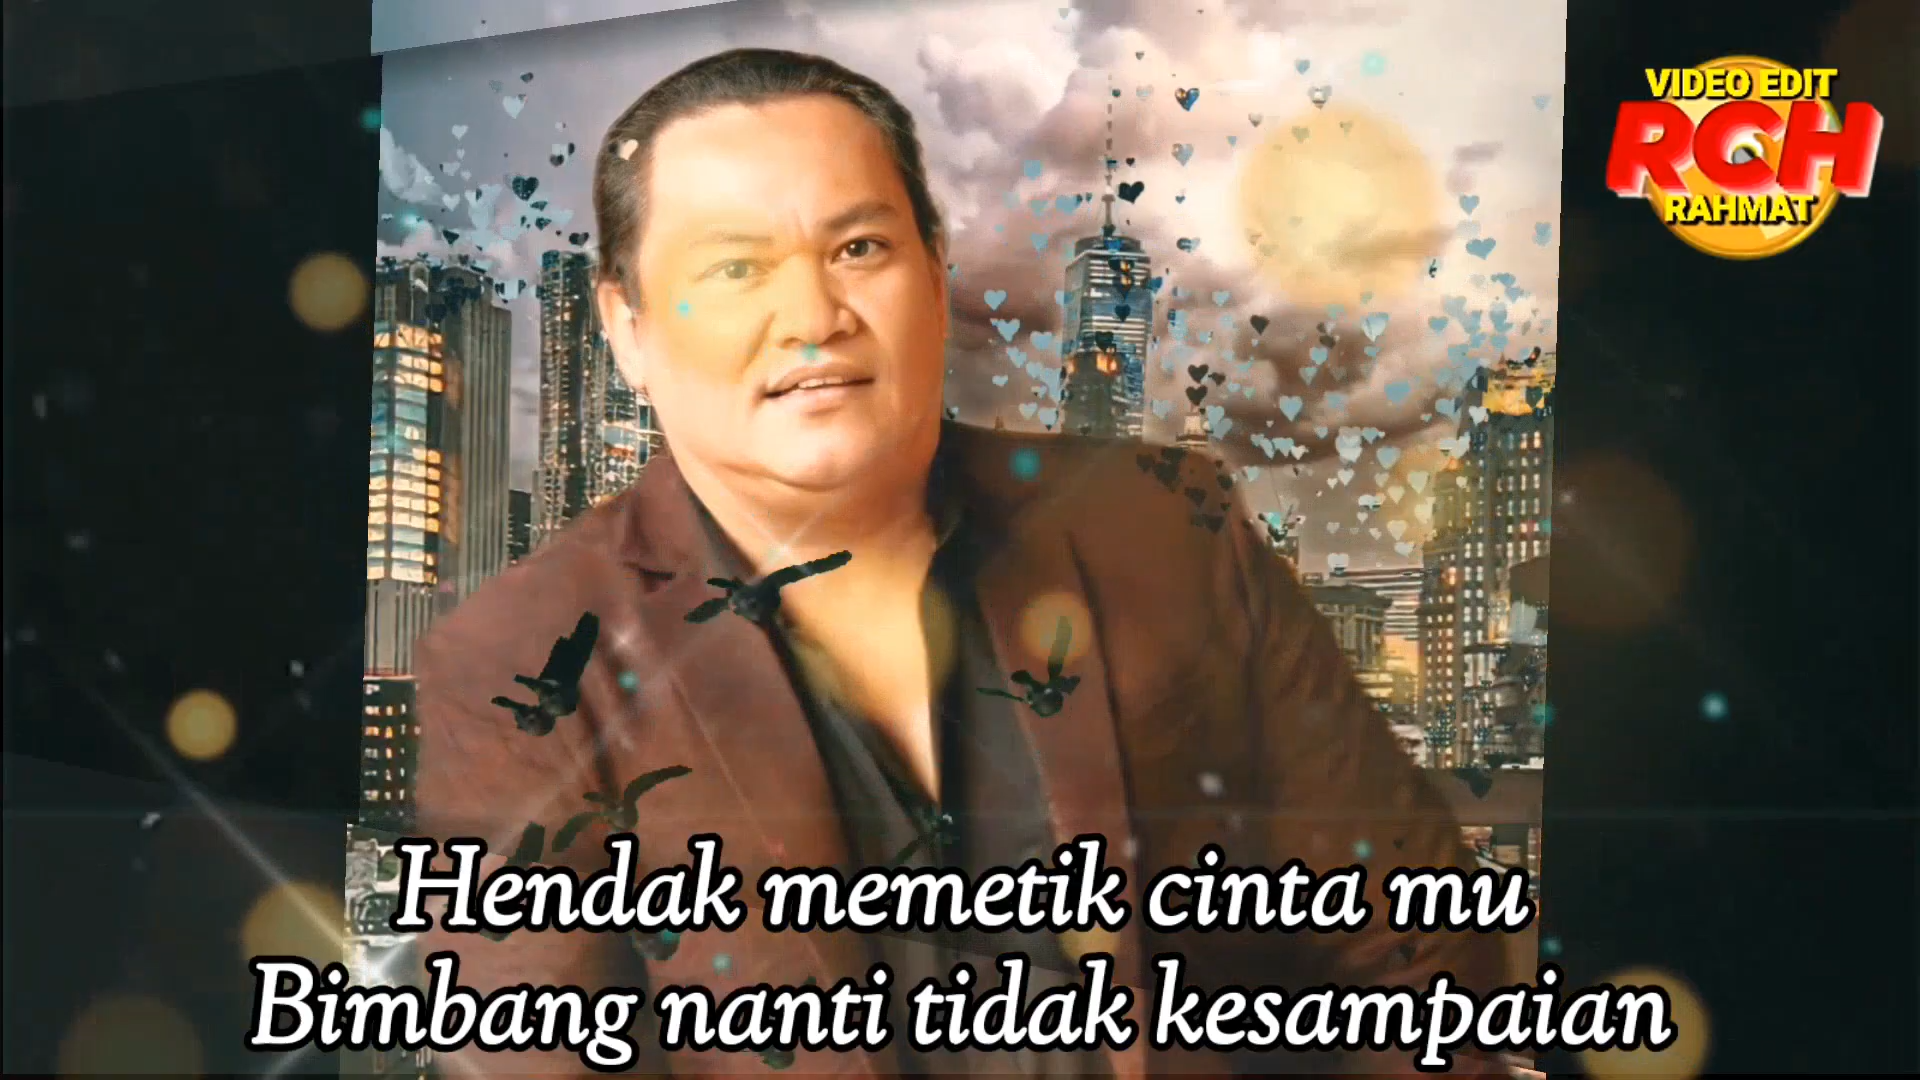 VIDEO EDIT
RCH
RAHMAT
Hendak memetik cinta mu
Bimbang nanti tidak kesampaian